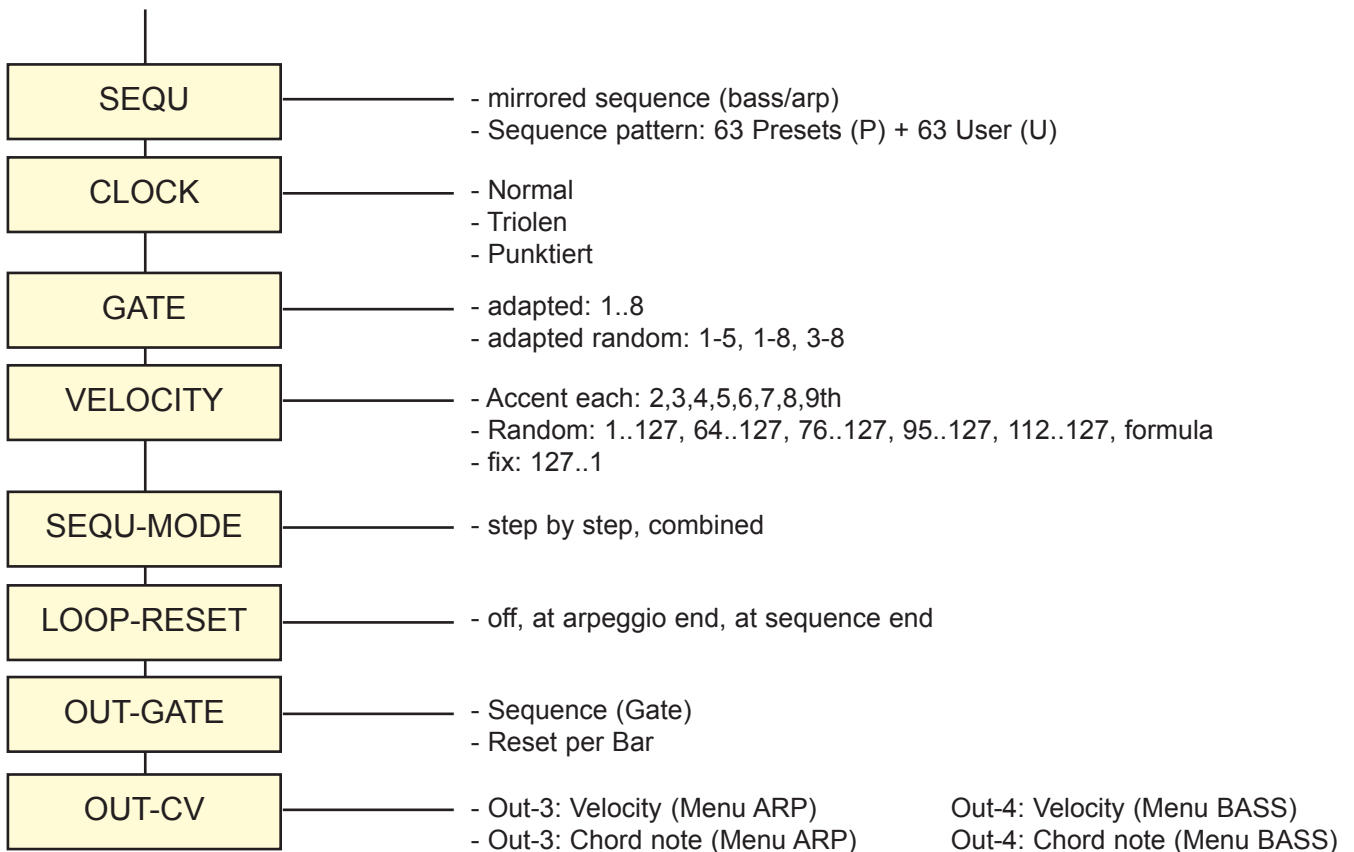 SEQU
- mirrored sequence (bass/arp)
- Sequence pattern: 63 Presets (P) + 63 User (U)
CLOCK
- Normal
- Triolen
- Punktiert
GATE
- adapted: 1..8
- adapted random: 1-5, 1-8, 3-8
VELOCITY
- Accent each: 2,3,4,5,6,7,8,9th
- Random: 1..127, 64..127, 76..127, 95..127, 112..127, formula
- fix: 127..1
SEQU-MODE
- step by step, combined
LOOP-RESET
- off, at arpeggio end, at sequence end
OUT-GATE
- Sequence (Gate)
- Reset per Bar
OUT-CV
- Out-3: Velocity (Menu ARP) Out-4: Velocity (Menu BASS)
- Out-3: Chord note (Menu ARP) Out-4: Chord note (Menu BASS)